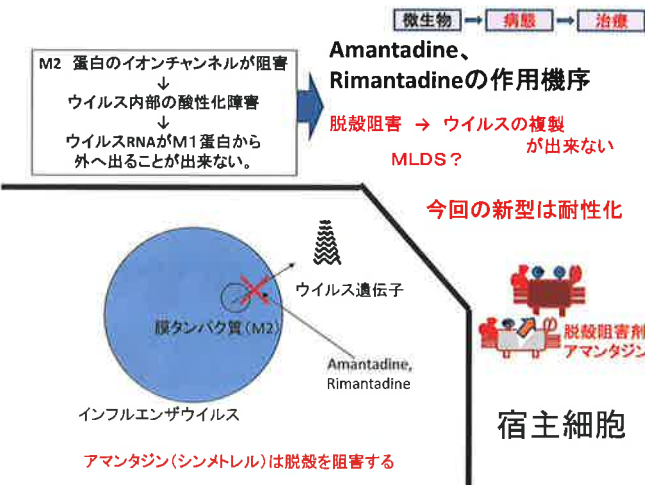 微生物 病態 治療
M2 蛋白のイオンチャンネルが阻害
↓
ウイルス内部の酸性化障害
↓
ウイルスRNAがM1蛋白から
外へ出ることが出来ない。
Amantadine、
Rimantadineの作用機序
脱殻阻害 → ウイルスの複製
が出来ない
MLDS?
今回の新型は耐性化
ウイルス遺伝子
膜タンパク質(M2)
Amantadine,
Rimantadine
インフルエンザウイルス
脱殻阻害剤
アマンタジン
宿主細胞
アマンタジン(シンメトレル)は脱殻を阻害する